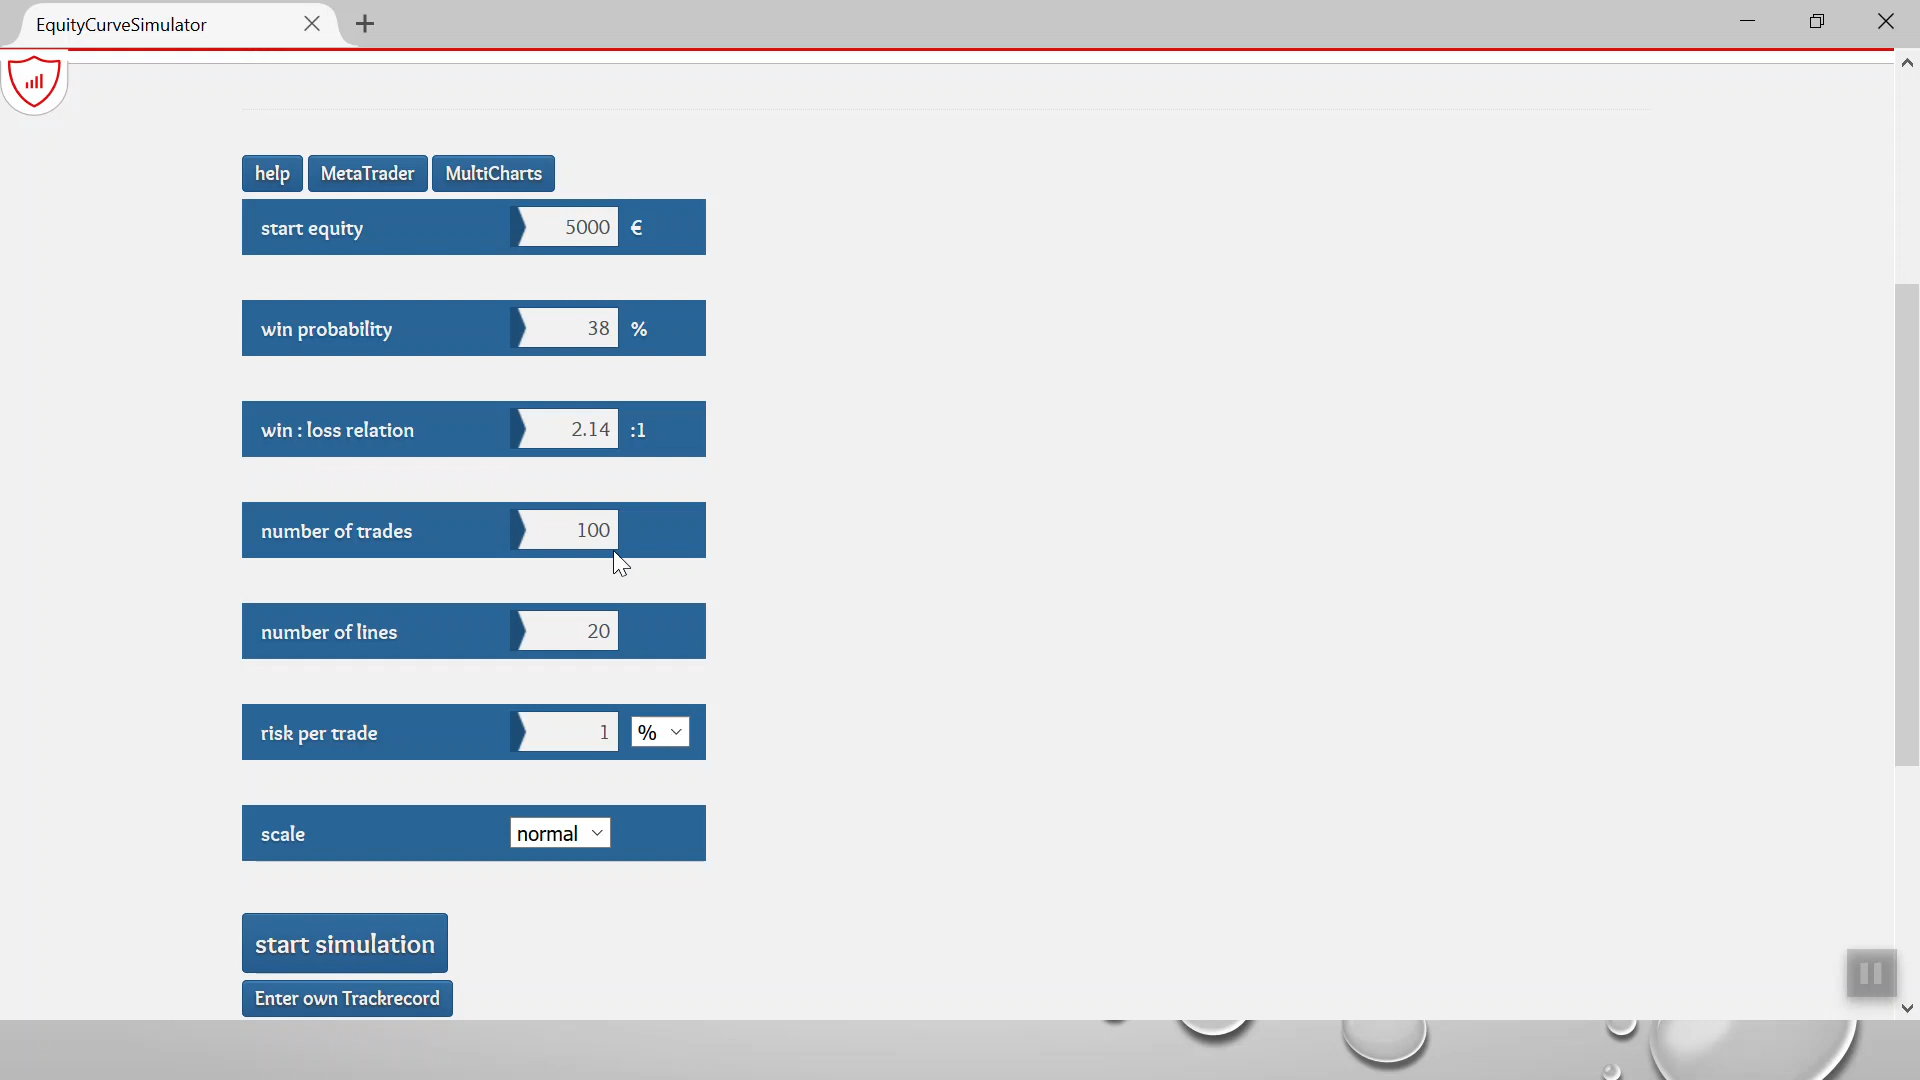 EquityCurveSimulator
help MetaTrader MultiCharts
start equity 5000 €
win probability 38 %
win : loss relation 2.14 :1
number of trades 100
number of lines 20
risk per trade 1 %
scale normal
start simulation
Enter own Trackrecord